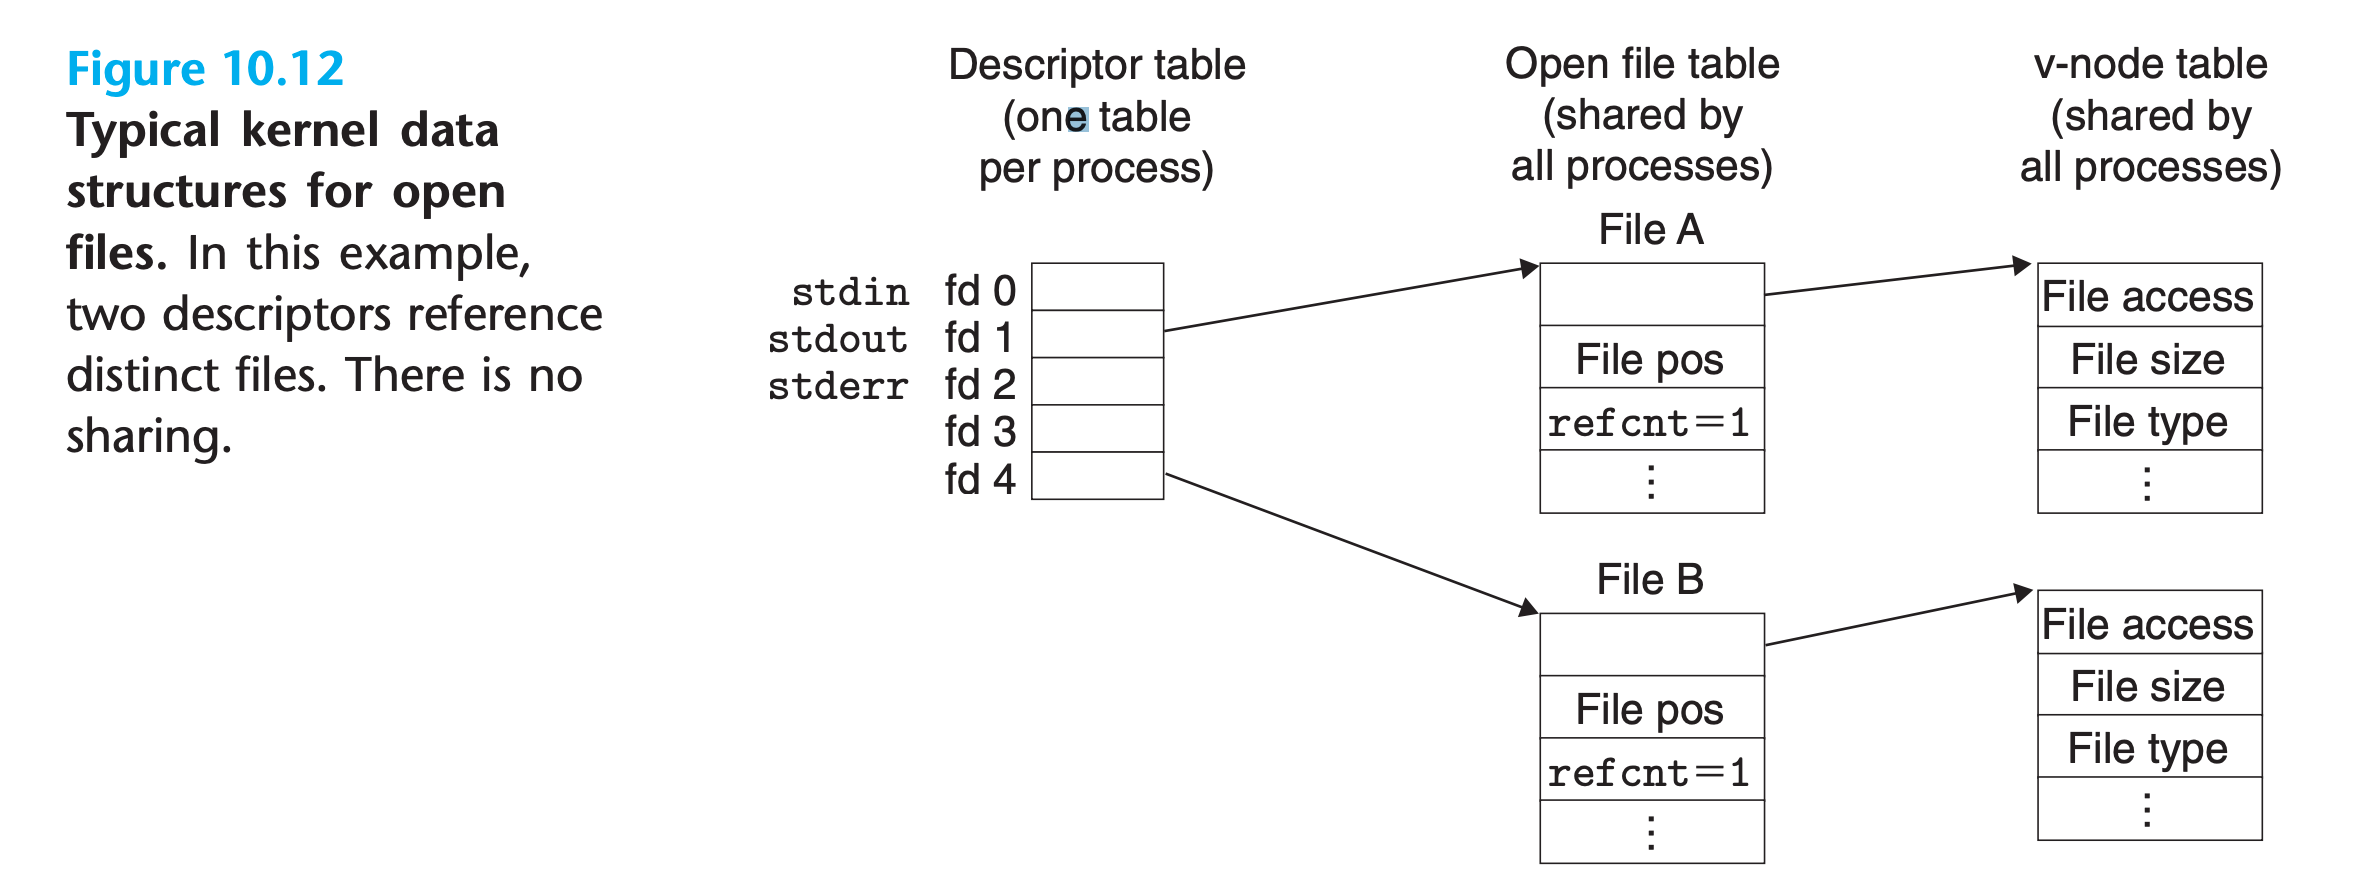 Figure 10.12
Typical kernel data
structures for open
files. In this example,
two descriptors reference
distinct files. There is no
sharing.
Descriptor table
(one table
per process)
Open file table
(shared by
all processes)
v-node table
(shared by
all processes)
stdin fd 0
stdout fd 1
stderr fd 2
fd 3
fd 4
File A
File pos
refcnt=1
⋮
File access
File size
File type
⋮
File B
File pos
refcnt=1
⋮
File access
File size
File type
⋮